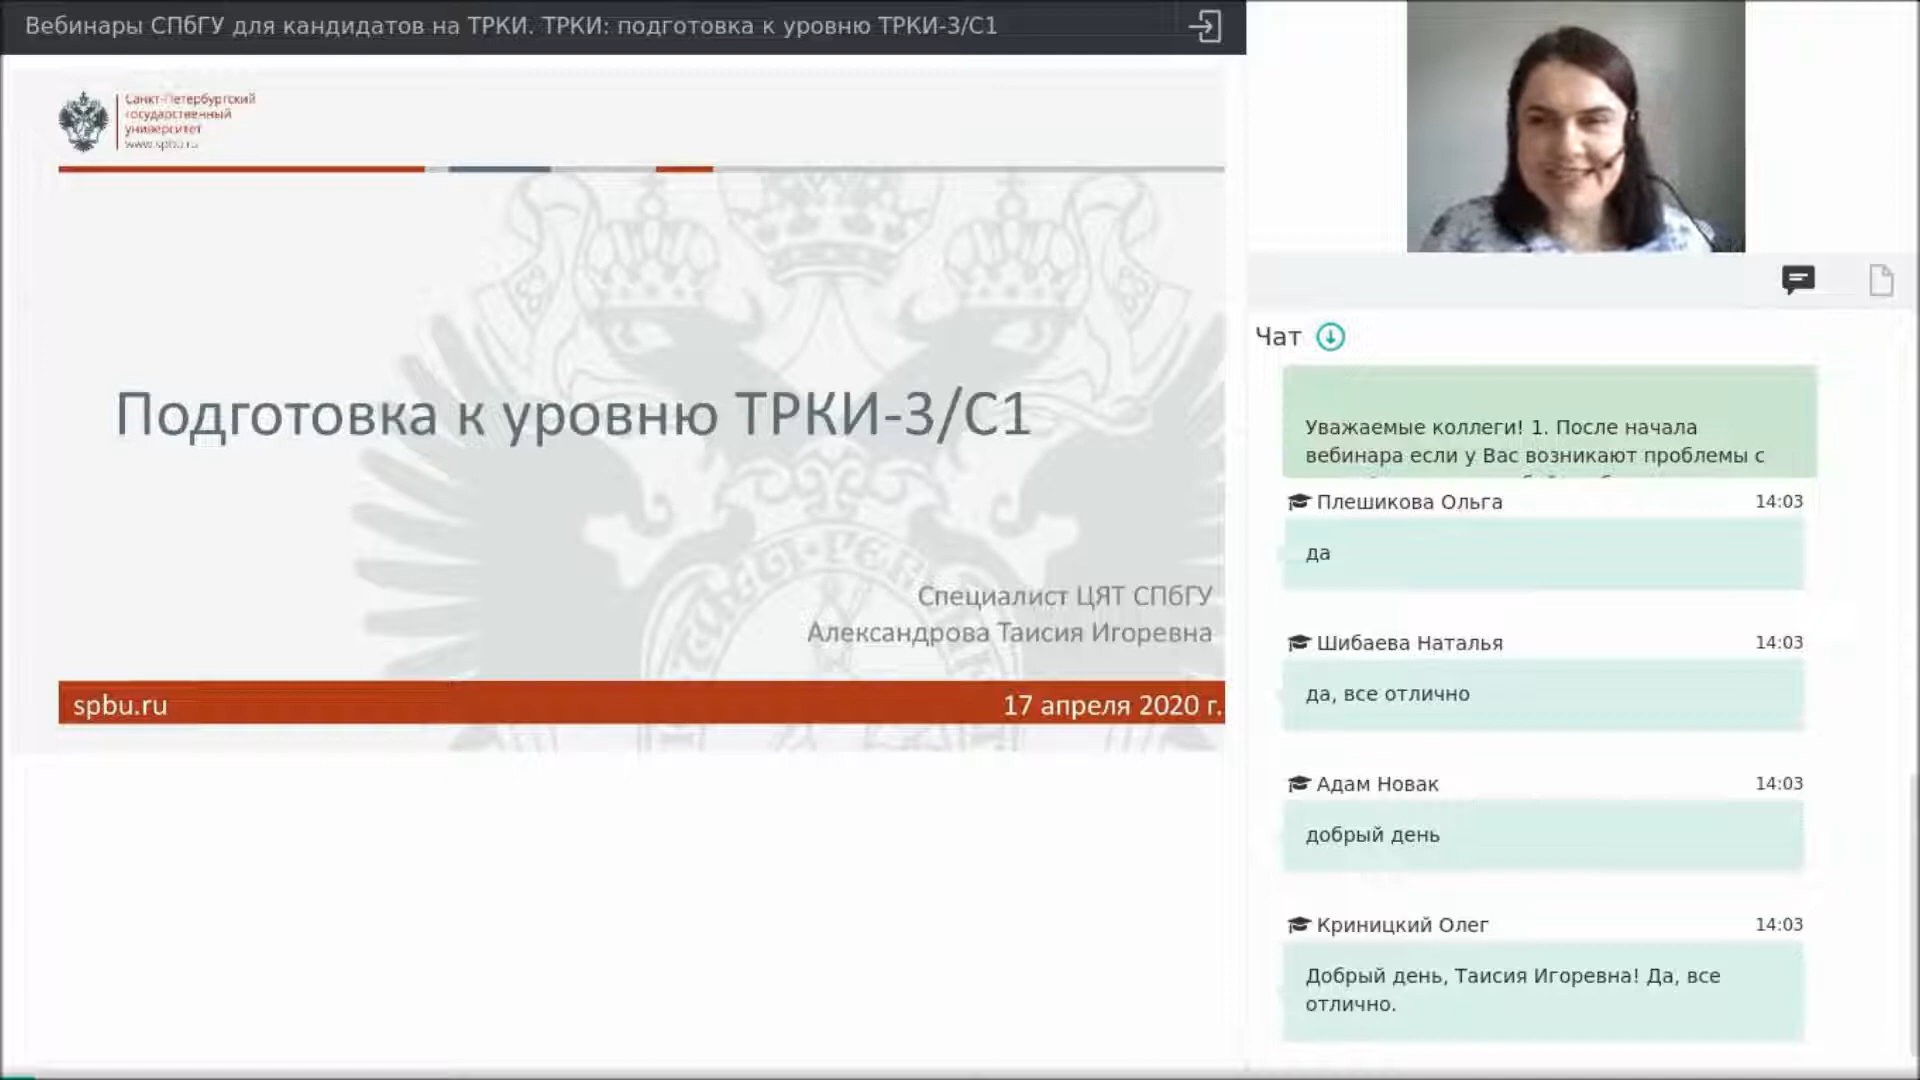 Вебинары СПбГУ для кандидатов на ТРКИ. ТРКИ: подготовка к уровню ТРКИ-3/С1
Санкт-Петербургский
государственный
университет
www.spbu.ru
Подготовка к уровню ТРКИ-3/С1
Специалист ЦЯТ СПбГУ
Александрова Таисия Игоревна
spbu.ru
17 апреля 2020 г.
Чат
Уважаемые коллеги! 1. После начала
вебинара если у Вас возникают проблемы с
Плешикова Ольга 14:03
да
Шибаева Наталья 14:03
да, все отлично
Адам Новак 14:03
добрый день
Криницкий Олег 14:03
Добрый день, Таисия Игоревна! Да, все
отлично.